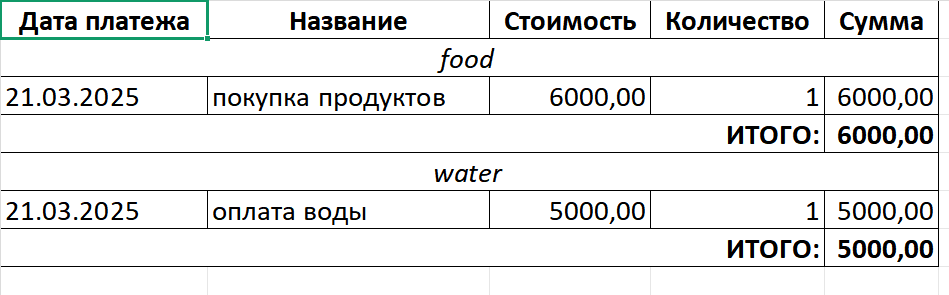 Дата платежа Название Стоимость Количество Сумма
food
21.03.2025 покупка продуктов 6000,00 1 6000,00
ИТОГО: 6000,00
water
21.03.2025 оплата воды 5000,00 1 5000,00
ИТОГО: 5000,00